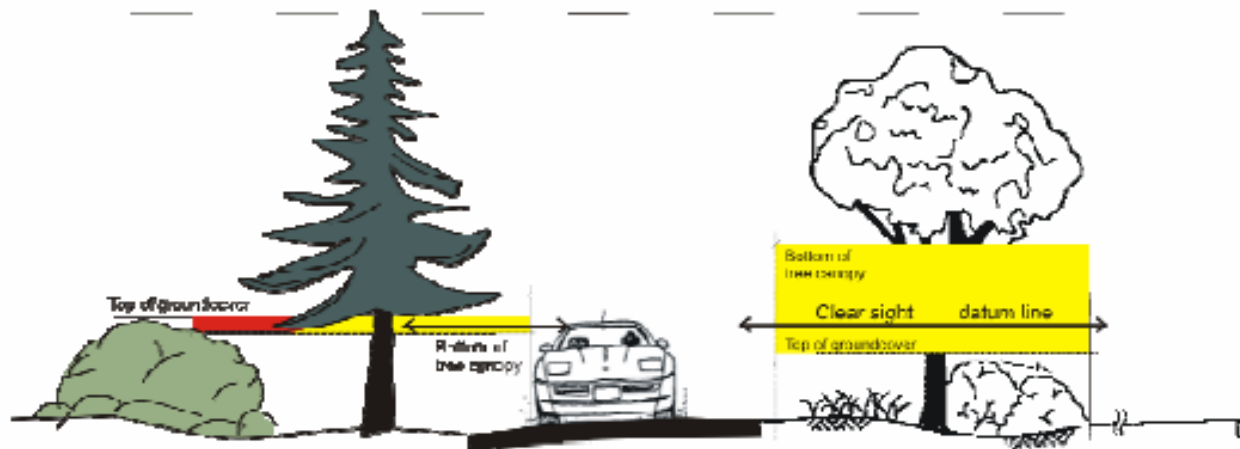 Top of groundcover
Bottom of
tree canopy
Bottom of
tree canopy
Clear sight datum line
Top of groundcover